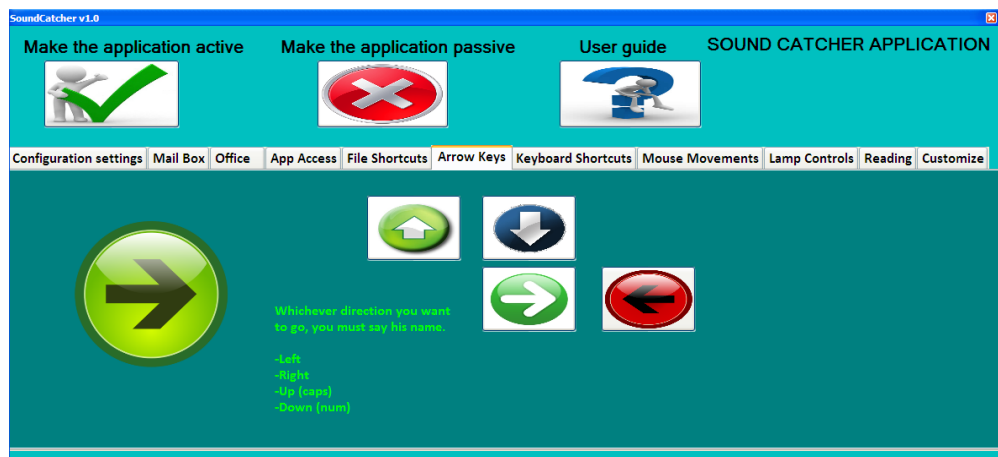 SoundCatcher v1.0
Make the application active
Make the application passive
User guide
SOUND CATCHER APPLICATION
Configuration settings
Mail Box
Office
App Access
File Shortcuts
Arrow Keys
Keyboard Shortcuts
Mouse Movements
Lamp Controls
Reading
Customize
Whichever direction you want
to go, you must say his name.
-Left
-Right
-Up (caps)
-Down (num)